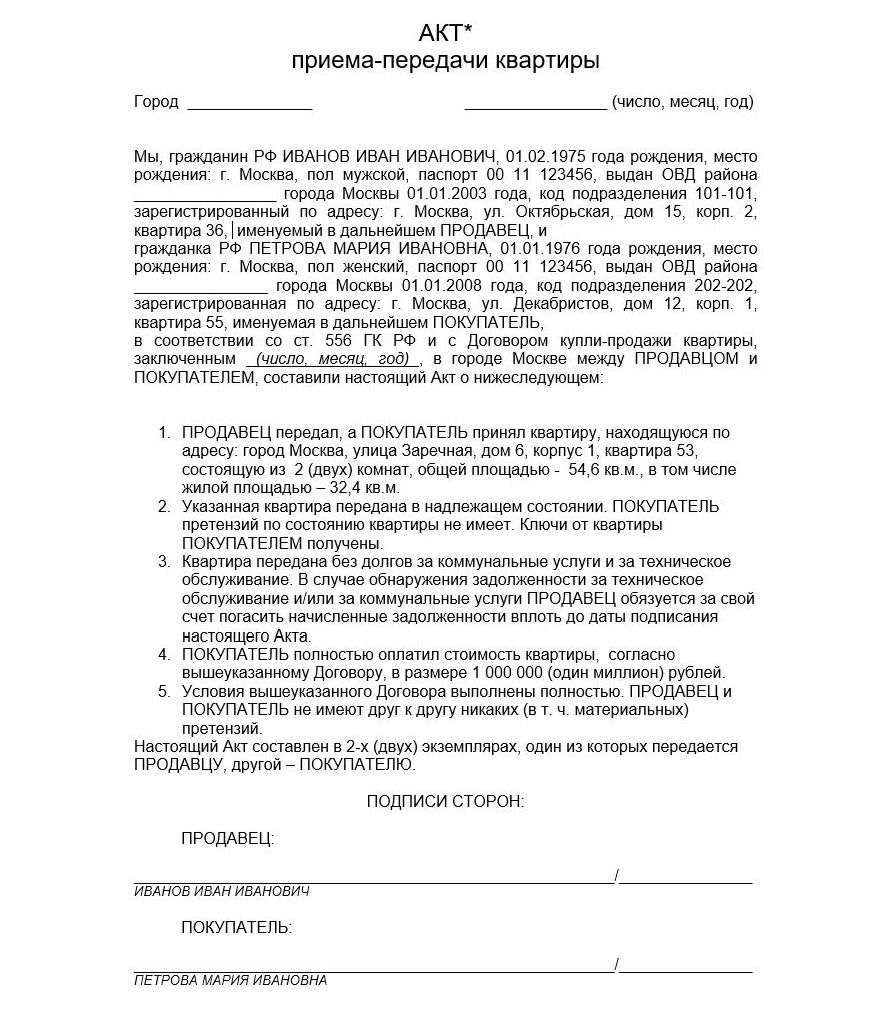 АКТ*
приема-передачи квартиры
Город _______________ _________________ (число, месяц, год)
Мы, гражданин РФ ИВАНОВ ИВАН ИВАНОВИЧ, 01.02.1975 года рождения, место
рождения: г. Москва, пол мужской, паспорт 00 11 123456, выдан ОВД района
_________________ города Москвы 01.01.2003 года, код подразделения 101-101,
зарегистрированный по адресу: г. Москва, ул. Октябрьская, дом 15, корп. 2,
квартира 36, именуемый в дальнейшем ПРОДАВЕЦ, и
гражданка РФ ПЕТРОВА МАРИЯ ИВАНОВНА, 01.01.1976 года рождения, место
рождения: г. Москва, пол женский, паспорт 00 11 123456, выдан ОВД района
________________ города Москвы 01.01.2008 года, код подразделения 202-202,
зарегистрированная по адресу: г. Москва, ул. Декабристов, дом 12, корп. 1,
квартира 55, именуемая в дальнейшем ПОКУПАТЕЛЬ,
в соответствии со ст. 556 ГК РФ и с Договором купли-продажи квартиры,
заключенным _(число, месяц, год)_, в городе Москве между ПРОДАВЦОМ и
ПОКУПАТЕЛЕМ, составили настоящий Акт о нижеследующем:
1. ПРОДАВЕЦ передал, а ПОКУПАТЕЛЬ принял квартиру, находящуюся по
адресу: город Москва, улица Заречная, дом 6, корпус 1, квартира 53,
состоящую из 2 (двух) комнат, общей площадью - 54,6 кв.м., в том числе
жилой площадью – 32,4 кв.м.
2. Указанная квартира передана в надлежащем состоянии. ПОКУПАТЕЛЬ
претензий по состоянию квартиры не имеет. Ключи от квартиры
ПОКУПАТЕЛЕМ получены.
3. Квартира передана без долгов за коммунальные услуги и за техническое
обслуживание. В случае обнаружения задолженности за техническое
обслуживание и/или за коммунальные услуги ПРОДАВЕЦ обязуется за свой
счет погасить начисленные задолженности вплоть до даты подписания
настоящего Акта.
4. ПОКУПАТЕЛЬ полностью оплатил стоимость квартиры, согласно
вышеуказанному Договору, в размере 1 000 000 (один миллион) рублей.
5. Условия вышеуказанного Договора выполнены полностью. ПРОДАВЕЦ и
ПОКУПАТЕЛЬ не имеют друг к другу никаких (в т. ч. материальных)
претензий.
Настоящий Акт составлен в 2-х (двух) экземплярах, один из которых передается
ПРОДАВЦУ, другой – ПОКУПАТЕЛЮ.
ПОДПИСИ СТОРОН:
ПРОДАВЕЦ:
_________________________________________________________/________________
ИВАНОВ ИВАН ИВАНОВИЧ
ПОКУПАТЕЛЬ:
_________________________________________________________/________________
ПЕТРОВА МАРИЯ ИВАНОВНА